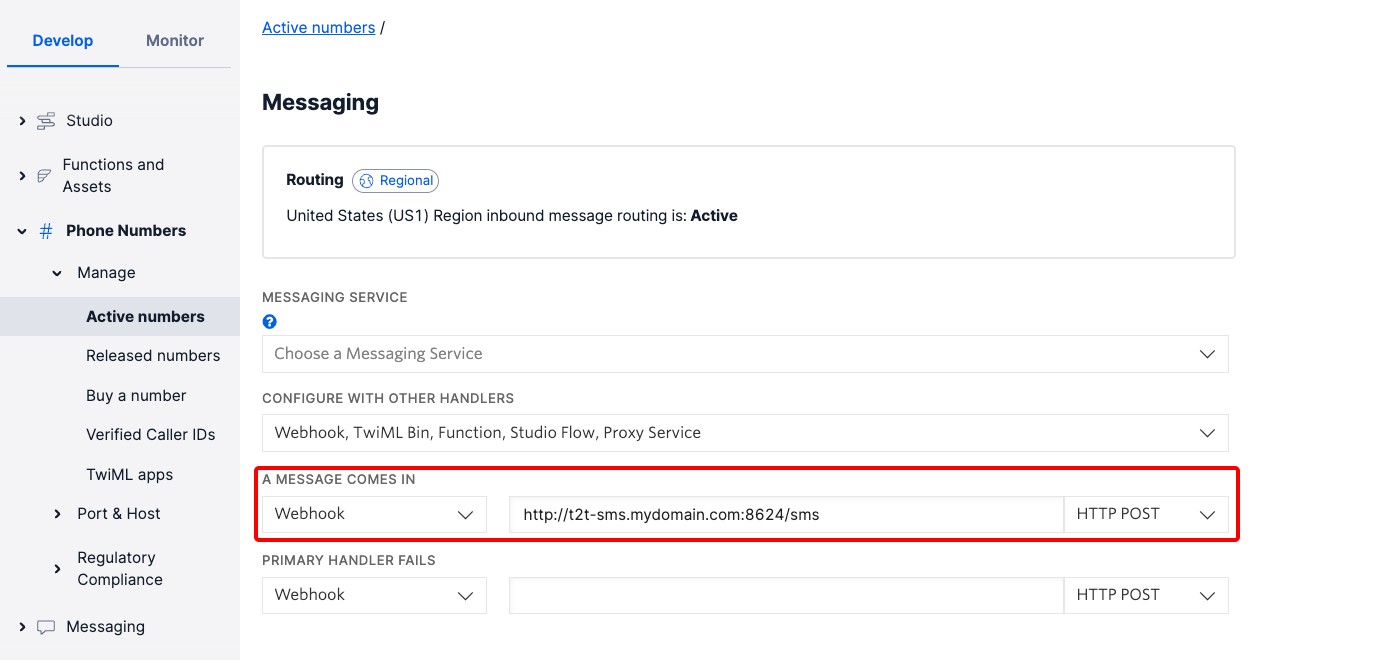 Develop
Monitor
Studio
Functions and
Assets
# Phone Numbers
Manage
Active numbers
Released numbers
Buy a number
Verified Caller IDs
TwiML apps
Port & Host
Regulatory
Compliance
Messaging
Active numbers /
Messaging
Routing Regional
United States (US1) Region inbound message routing is: Active
MESSAGING SERVICE
?
Choose a Messaging Service
CONFIGURE WITH OTHER HANDLERS
Webhook, TwiML Bin, Function, Studio Flow, Proxy Service
A MESSAGE COMES IN
Webhook http://t2t-sms.mydomain.com:8624/sms HTTP POST
PRIMARY HANDLER FAILS
Webhook HTTP POST